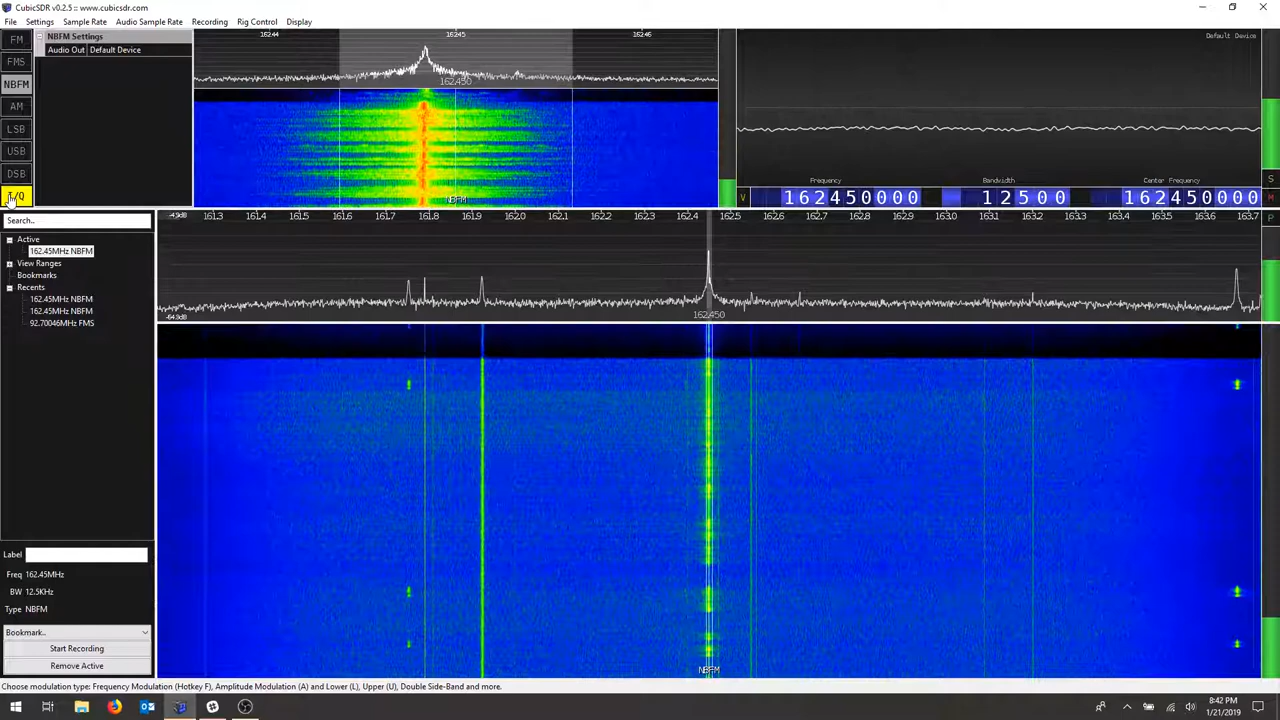 CubicSDR v0.2.5 :: www.cubicsdr.com
File Settings Sample Rate Audio Sample Rate Recording Rig Control Display
FM
FMS
NBFM
AM
LSB
USB
DSB
I/Q
NBFM Settings
Audio Out Default Device
16244 16245 16246
162.450
NBFM
Default Device
Frequency Bandwidth Center Frequency
V 162450000 12500 162450000
S
M
P
Search..
Active
162.45MHz NBFM
View Ranges
Bookmarks
Recents
162.45MHz NBFM
162.45MHz NBFM
92.70046MHz FMS
161.3 161.4 161.5 161.6 161.7 161.8 161.9 162.0 162.1 162.2 162.3 162.4 162.5 162.6 162.7 162.8 162.9 163.0 163.1 163.2 163.3 163.4 163.5 163.6 163.7
162.450
NBFM
Label
Freq 162.45MHz
BW 12.5KHz
Type NBFM
Bookmark..
Start Recording
Remove Active
Choose modulation type: Frequency Modulation (Hotkey F), Amplitude Modulation (A) and Lower (L), Upper (U), Double Side-Band and more.
8:42 PM
1/21/2019